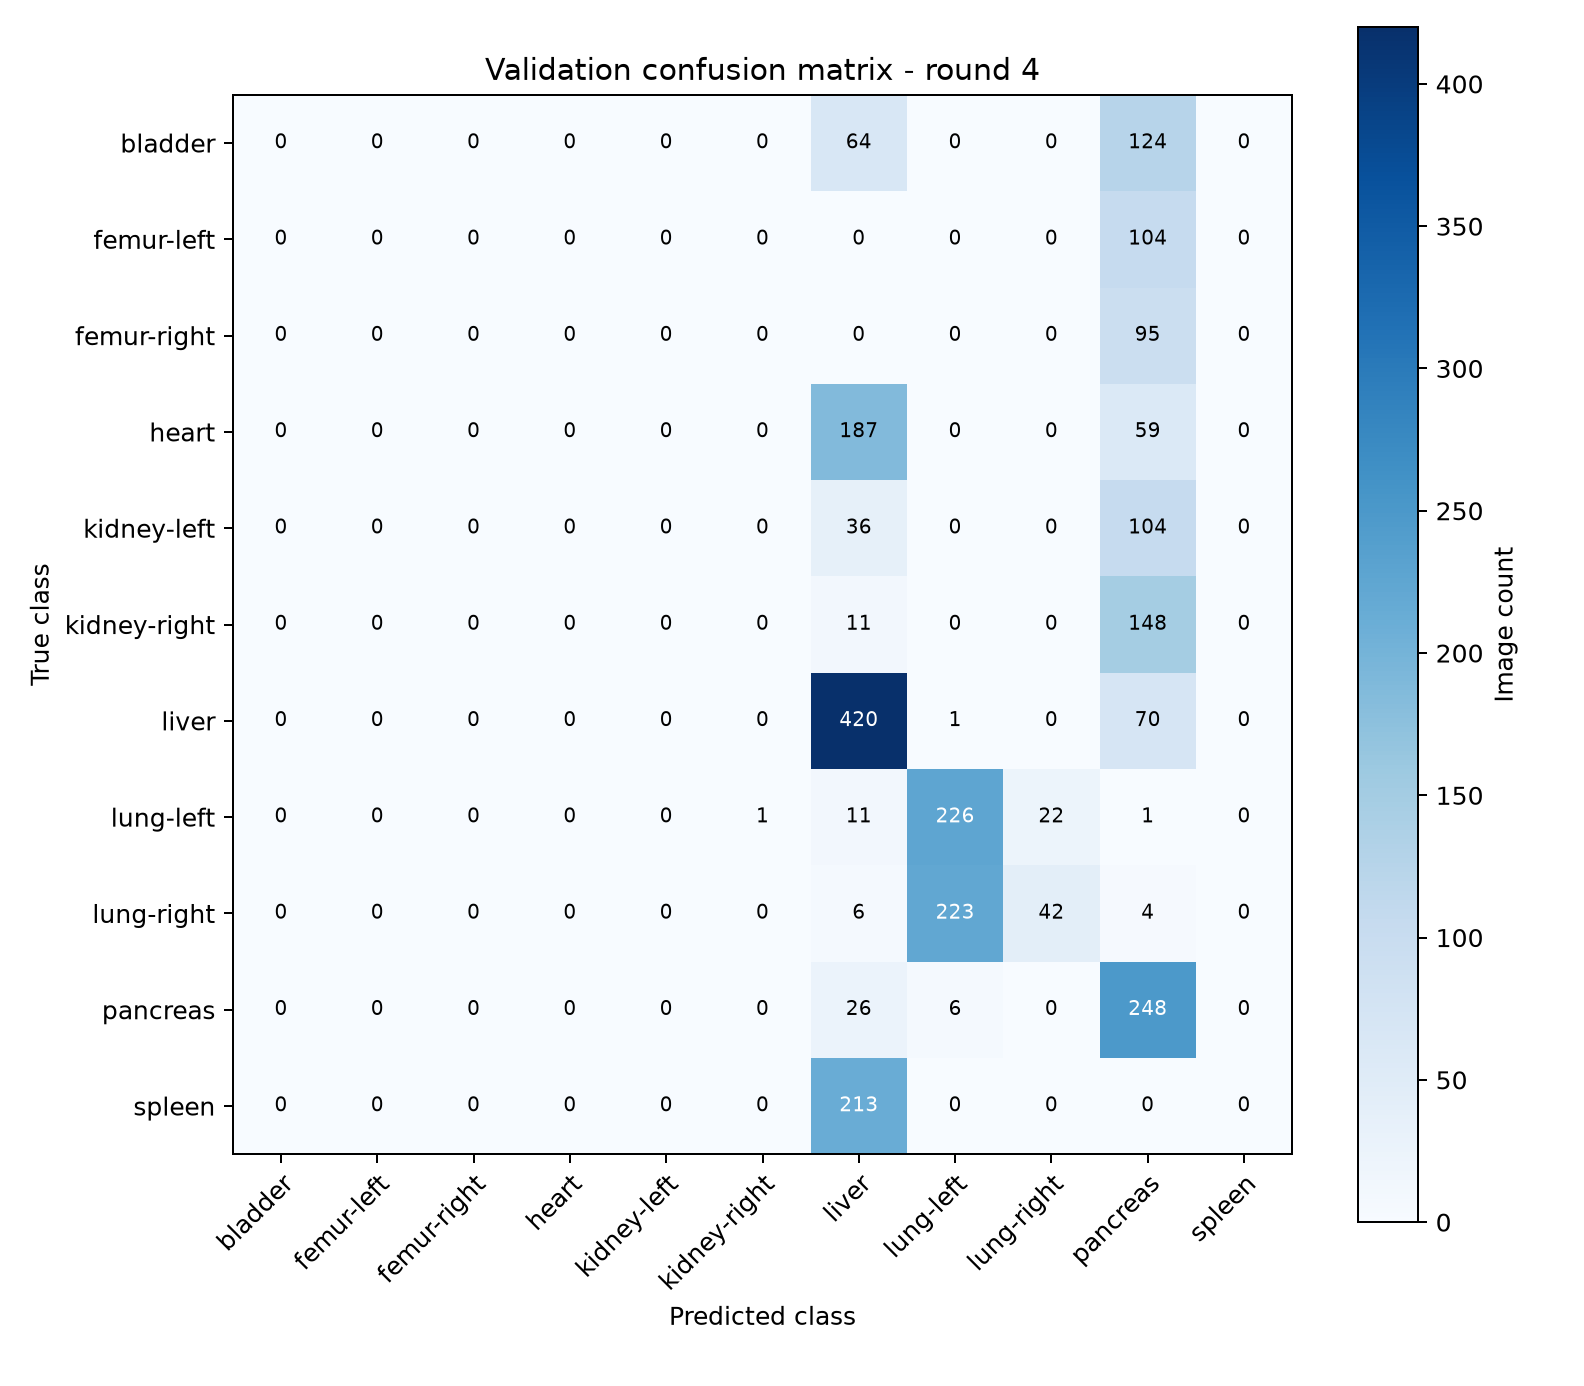 Validation confusion matrix - round 4
bladder 0 0 0 0 0 0 64 0 0 124 0
femur-left 0 0 0 0 0 0 0 0 0 104 0
femur-right 0 0 0 0 0 0 0 0 0 95 0
heart 0 0 0 0 0 0 187 0 0 59 0
kidney-left 0 0 0 0 0 0 36 0 0 104 0
kidney-right 0 0 0 0 0 0 11 0 0 148 0
liver 0 0 0 0 0 0 420 1 0 70 0
lung-left 0 0 0 0 0 1 11 226 22 1 0
lung-right 0 0 0 0 0 0 6 223 42 4 0
pancreas 0 0 0 0 0 0 26 6 0 248 0
spleen 0 0 0 0 0 0 213 0 0 0 0
True class
bladder
femur-left
femur-right
heart
kidney-left
kidney-right
liver
lung-left
lung-right
pancreas
spleen
Predicted class
400
350
300
250
200
150
100
50
0
Image count